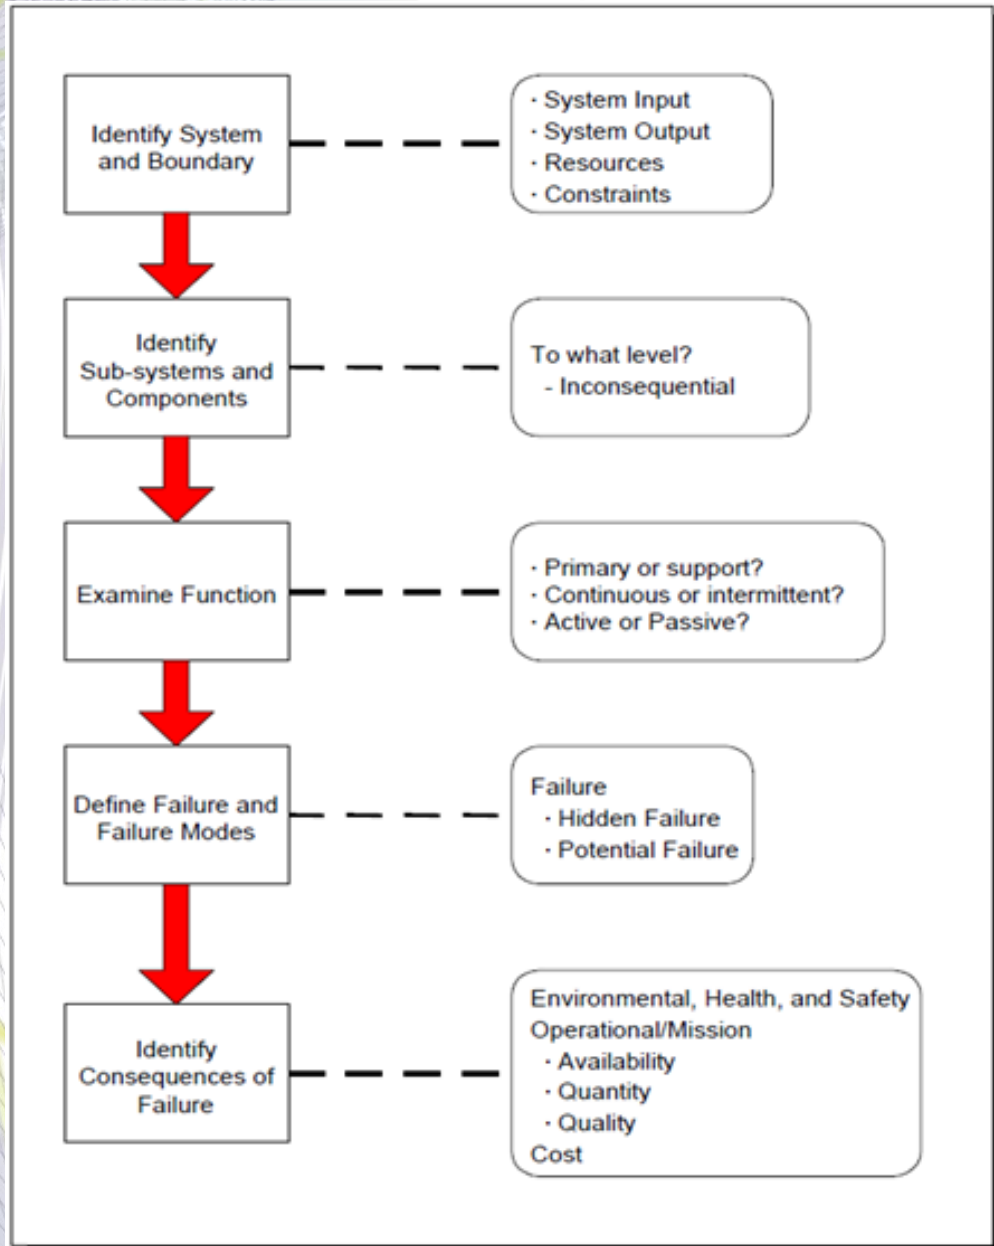 Identify System
and Boundary
· System Input
· System Output
· Resources
· Constraints
Identify
Sub-systems and
Components
To what level?
- Inconsequential
Examine Function
· Primary or support?
· Continuous or intermittent?
· Active or Passive?
Define Failure and
Failure Modes
Failure
· Hidden Failure
· Potential Failure
Identify
Consequences of
Failure
Environmental, Health, and Safety
Operational/Mission
· Availability
· Quantity
· Quality
Cost